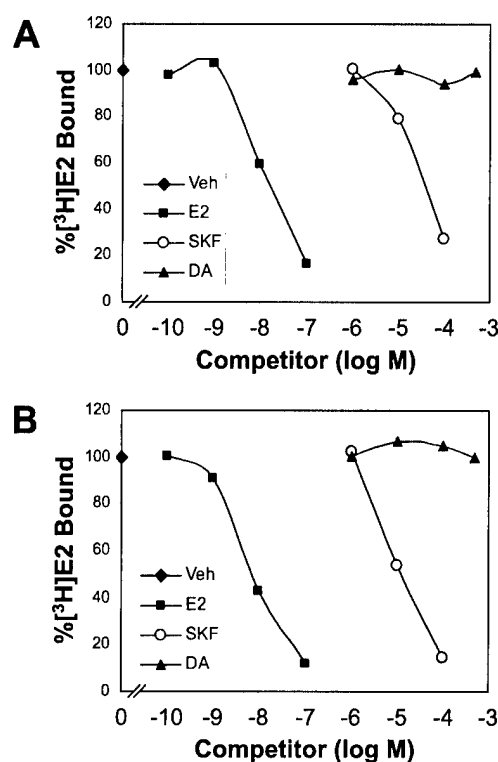 A
%[³H]E2 Bound
120
100
80
60
40
20
0
Veh
E2
SKF
DA
0 -10 -9 -8 -7 -6 -5 -4 -3
Competitor (log M)
B
%[³H]E2 Bound
120
100
80
60
40
20
0
Veh
E2
SKF
DA
0 -10 -9 -8 -7 -6 -5 -4 -3
Competitor (log M)